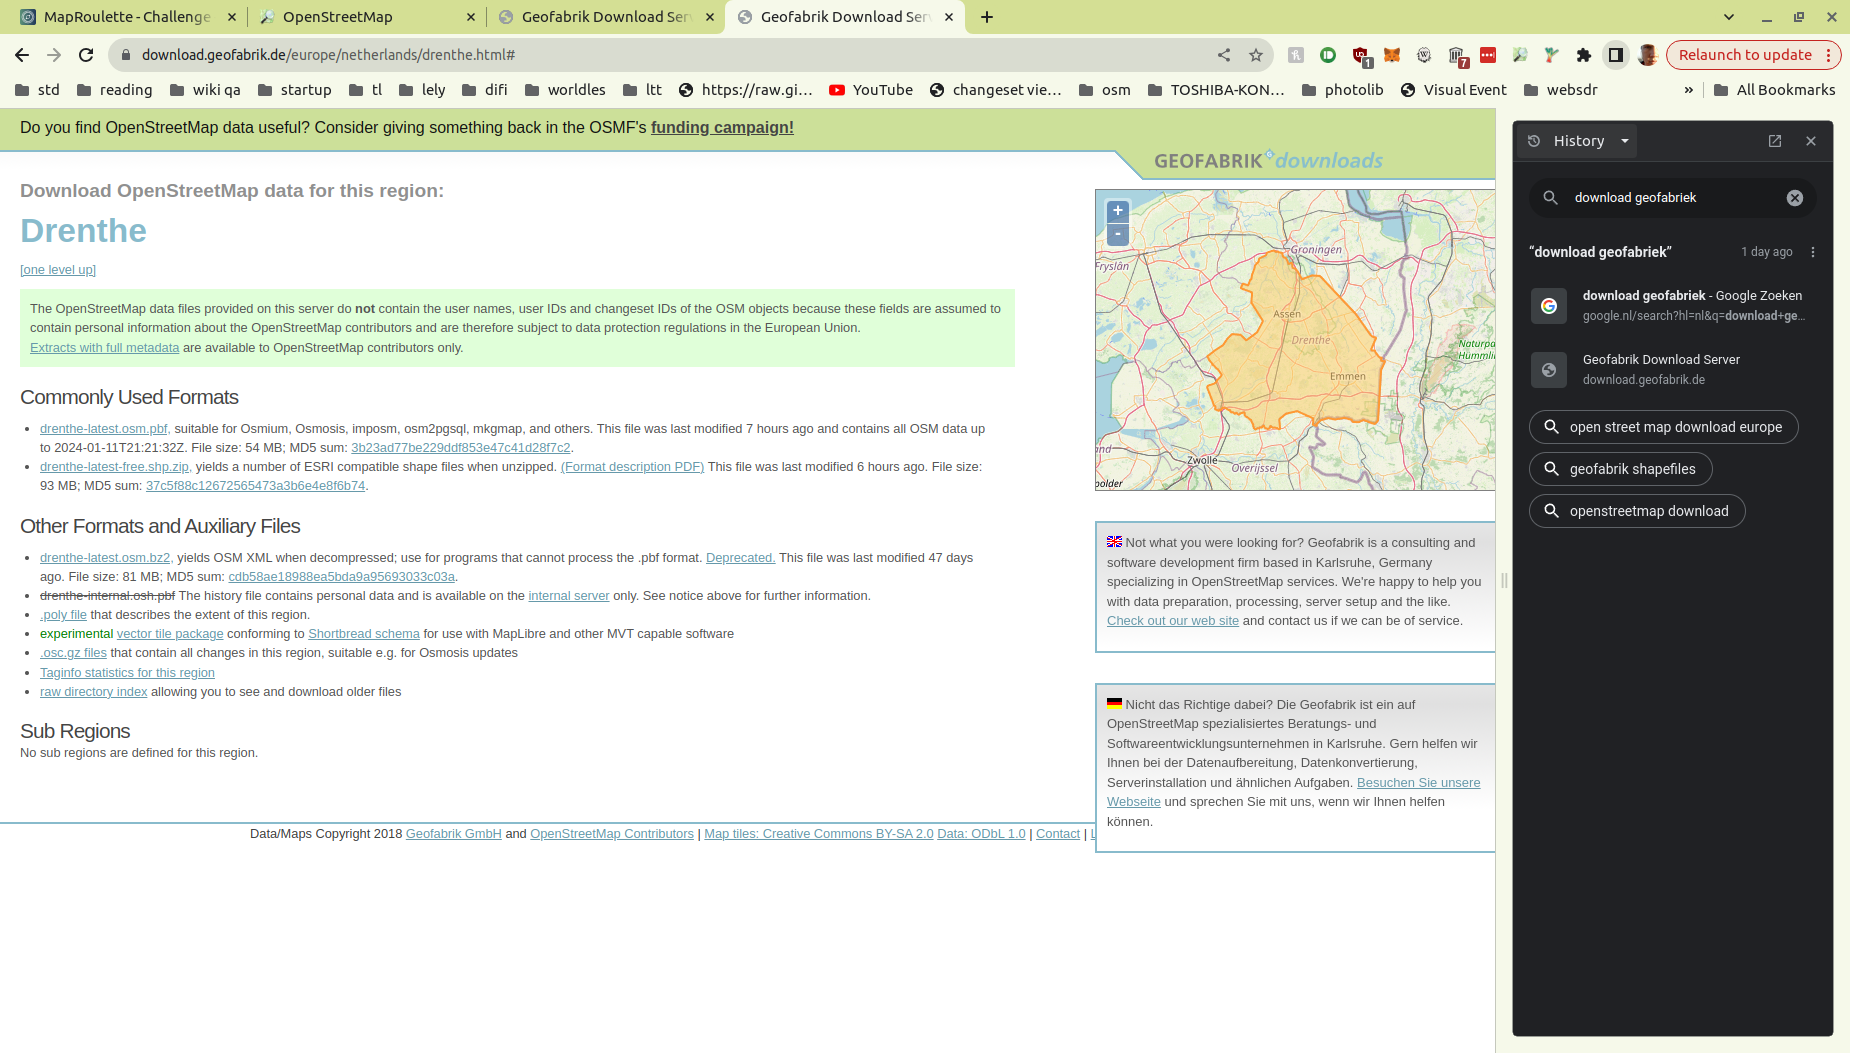 MapRoulette - Challenge
OpenStreetMap
Geofabrik Download Ser
Geofabrik Download Ser
download.geofabrik.de/europe/netherlands/drenthe.html#
1
7
Relaunch to update
std
reading
wiki qa
startup
tl
lely
difi
worldles
ltt
https://raw.gi...
YouTube
changeset vie...
osm
TOSHIBA-KON...
photolib
Visual Event
websdr
»
All Bookmarks
Do you find OpenStreetMap data useful? Consider giving something back in the OSMF's funding campaign!
GEOFABRIK downloads
Download OpenStreetMap data for this region:
Drenthe
[one level up]
The OpenStreetMap data files provided on this server do not contain the user names, user IDs and changeset IDs of the OSM objects because these fields are assumed to
contain personal information about the OpenStreetMap contributors and are therefore subject to data protection regulations in the European Union.
Extracts with full metadata are available to OpenStreetMap contributors only.
Commonly Used Formats
• drenthe-latest.osm.pbf, suitable for Osmium, Osmosis, imposm, osm2pgsql, mkgmap, and others. This file was last modified 7 hours ago and contains all OSM data up
to 2024-01-11T21:21:32Z. File size: 54 MB; MD5 sum: 3b23ad77be229ddf853e47c41d28f7c2.
• drenthe-latest-free.shp.zip, yields a number of ESRI compatible shape files when unzipped. (Format description PDF) This file was last modified 6 hours ago. File size:
93 MB; MD5 sum: 37c5f88c12672565473a3b6e4e8f6b74.
Other Formats and Auxiliary Files
• drenthe-latest.osm.bz2, yields OSM XML when decompressed; use for programs that cannot process the .pbf format. Deprecated. This file was last modified 47 days
ago. File size: 81 MB; MD5 sum: cdb58ae18988ea5bda9a95693033c03a.
• drenthe-internal.osh.pbf The history file contains personal data and is available on the internal server only. See notice above for further information.
• .poly file that describes the extent of this region.
• experimental vector tile package conforming to Shortbread schema for use with MapLibre and other MVT capable software
• .osc.gz files that contain all changes in this region, suitable e.g. for Osmosis updates
• Taginfo statistics for this region
• raw directory index allowing you to see and download older files
Sub Regions
No sub regions are defined for this region.
+
-
Groningen
Fryslân
Assen
Drenthe
Emmen
Naturpa
Hümmli
Zwolle
Overijssel
and
polder
Not what you were looking for? Geofabrik is a consulting and
software development firm based in Karlsruhe, Germany
specializing in OpenStreetMap services. We're happy to help you
with data preparation, processing, server setup and the like.
Check out our web site and contact us if we can be of service.
Nicht das Richtige dabei? Die Geofabrik ist ein auf
OpenStreetMap spezialisiertes Beratungs- und
Softwareentwicklungsunternehmen in Karlsruhe. Gern helfen wir
Ihnen bei der Datenaufbereitung, Datenkonvertierung,
Serverinstallation und ähnlichen Aufgaben. Besuchen Sie unsere
Webseite und sprechen Sie mit uns, wenn wir Ihnen helfen
können.
Data/Maps Copyright 2018 Geofabrik GmbH and OpenStreetMap Contributors | Map tiles: Creative Commons BY-SA 2.0 Data: ODbL 1.0 | Contact |
History
download geofabriek
“download geofabriek”
1 day ago
download geofabriek - Google Zoeken
google.nl/search?hl=nl&q=download+ge...
Geofabrik Download Server
download.geofabrik.de
open street map download europe
geofabrik shapefiles
openstreetmap download